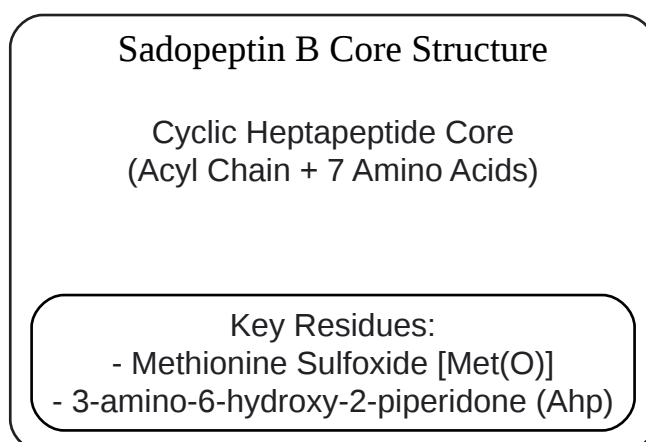 Sadopeptin B Core Structure
Cyclic Heptapeptide Core
(Acyl Chain + 7 Amino Acids)
Key Residues:
- Methionine Sulfoxide [Met(O)]
- 3-amino-6-hydroxy-2-piperidone (Ahp)